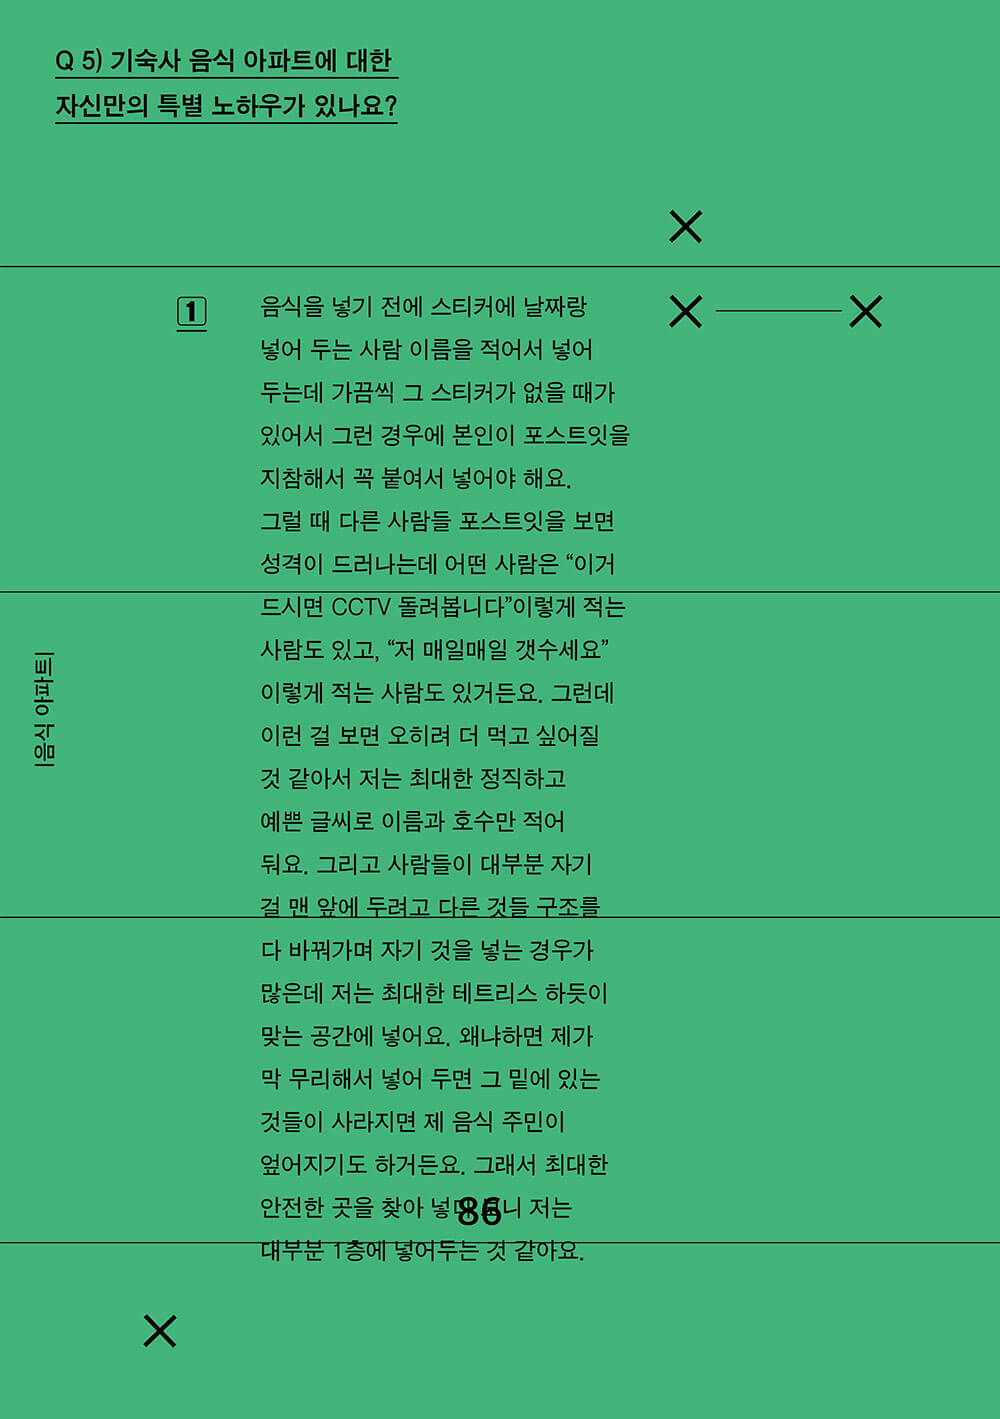 Q 5) 기숙사 음식 아파트에 대한
자신만의 특별 노하우가 있나요?
1
음식을 넣기 전에 스티커에 날짜랑
넣어 두는 사람 이름을 적어서 넣어
두는데 가끔씩 그 스티커가 없을 때가
있어서 그런 경우에 본인이 포스트잇을
지참해서 꼭 붙여서 넣어야 해요.
그럴 때 다른 사람들 포스트잇을 보면
성격이 드러나는데 어떤 사람은 “이거
드시면 CCTV 돌려봅니다”이렇게 적는
사람도 있고, “저 매일매일 갯수세요”
이렇게 적는 사람도 있거든요. 그런데
이런 걸 보면 오히려 더 먹고 싶어질
것 같아서 저는 최대한 정직하고
예쁜 글씨로 이름과 호수만 적어
둬요. 그리고 사람들이 대부분 자기
걸 맨 앞에 두려고 다른 것들 구조를
다 바꿔가며 자기 것을 넣는 경우가
많은데 저는 최대한 테트리스 하듯이
맞는 공간에 넣어요. 왜냐하면 제가
막 무리해서 넣어 두면 그 밑에 있는
것들이 사라지면 제 음식 주민이
엎어지기도 하거든요. 그래서 최대한
안전한 곳을 찾아 저는
대부분 1층에 넣어두는 것 같아요.
|음식 아파트|
86